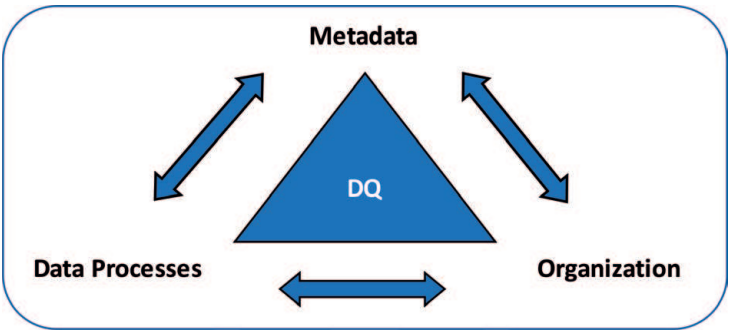 Metadata
DQ
Data Processes
Organization